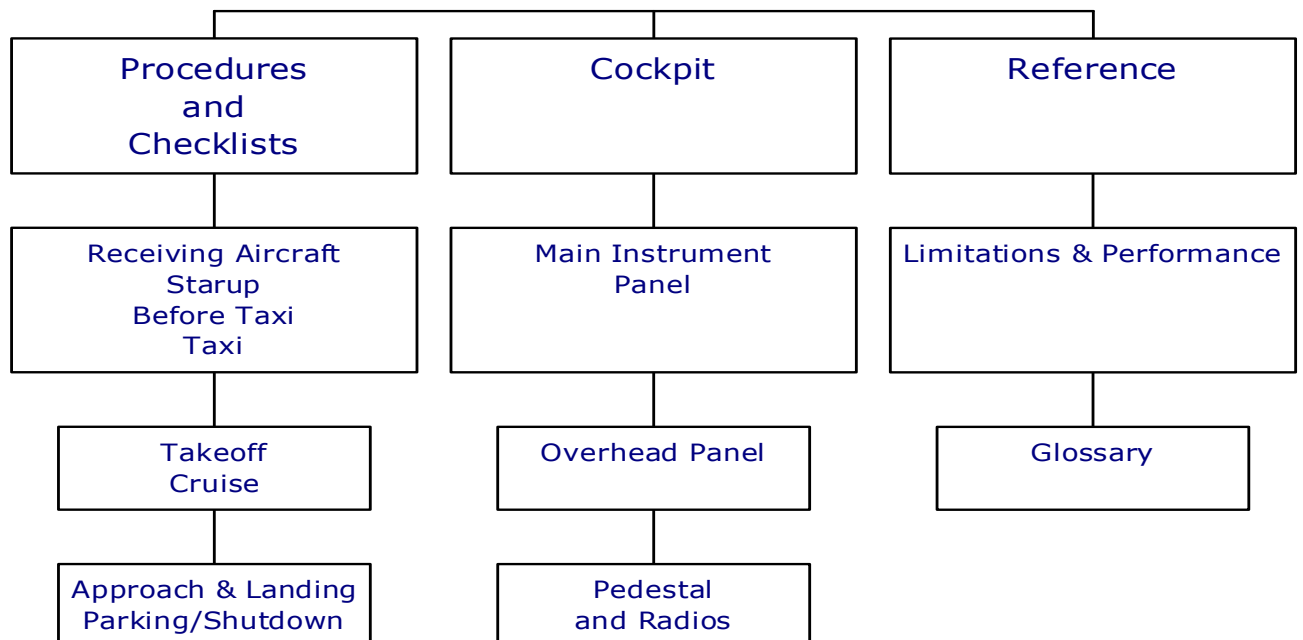 Procedures
and
Checklists
Cockpit
Reference
Receiving Aircraft
Starup
Before Taxi
Taxi
Main Instrument
Panel
Limitations & Performance
Takeoff
Cruise
Overhead Panel
Glossary
Approach & Landing
Parking/Shutdown
Pedestal
and Radios